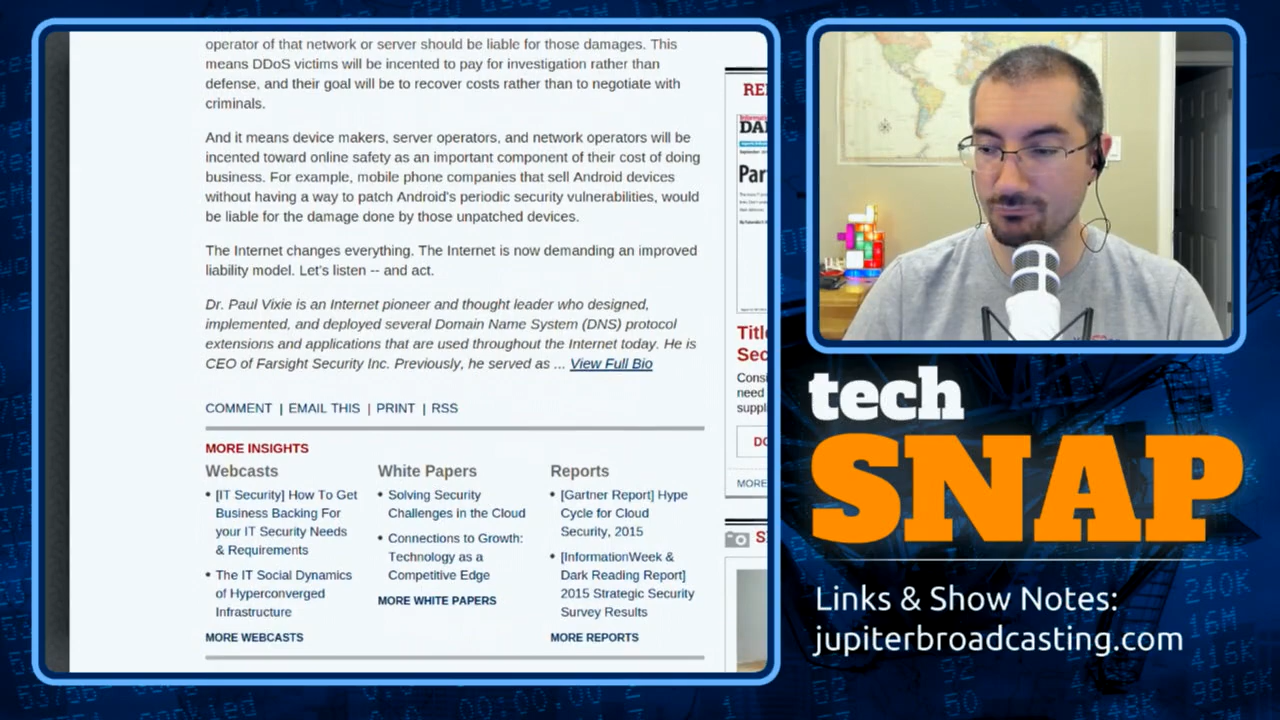 operator of that network or server should be liable for those damages. This
means DDoS victims will be incented to pay for investigation rather than
defense, and their goal will be to recover costs rather than to negotiate with
criminals.
And it means device makers, server operators, and network operators will be
incented toward online safety as an important component of their cost of doing
business. For example, mobile phone companies that sell Android devices
without having a way to patch Android's periodic security vulnerabilities, would
be liable for the damage done by those unpatched devices.
The Internet changes everything. The Internet is now demanding an improved
liability model. Let's listen -- and act.
Dr. Paul Vixie is an Internet pioneer and thought leader who designed,
implemented, and deployed several Domain Name System (DNS) protocol
extensions and applications that are used throughout the Internet today. He is
CEO of Farsight Security Inc. Previously, he served as ... View Full Bio
COMMENT | EMAIL THIS | PRINT | RSS
MORE INSIGHTS
Webcasts
• [IT Security] How To Get
Business Backing For
your IT Security Needs
& Requirements
• The IT Social Dynamics
of Hyperconverged
Infrastructure
MORE WEBCASTS
White Papers
• Solving Security
Challenges in the Cloud
• Connections to Growth:
Technology as a
Competitive Edge
MORE WHITE PAPERS
Reports
• [Gartner Report] Hype
Cycle for Cloud
Security, 2015
• [InformationWeek &
Dark Reading Report]
2015 Strategic Security
Survey Results
MORE REPORTS
Par
Titl
Sec
Consi
need
suppl
DO
MORE
S
tech
SNAP
Links & Show Notes:
jupiterbroadcasting.com